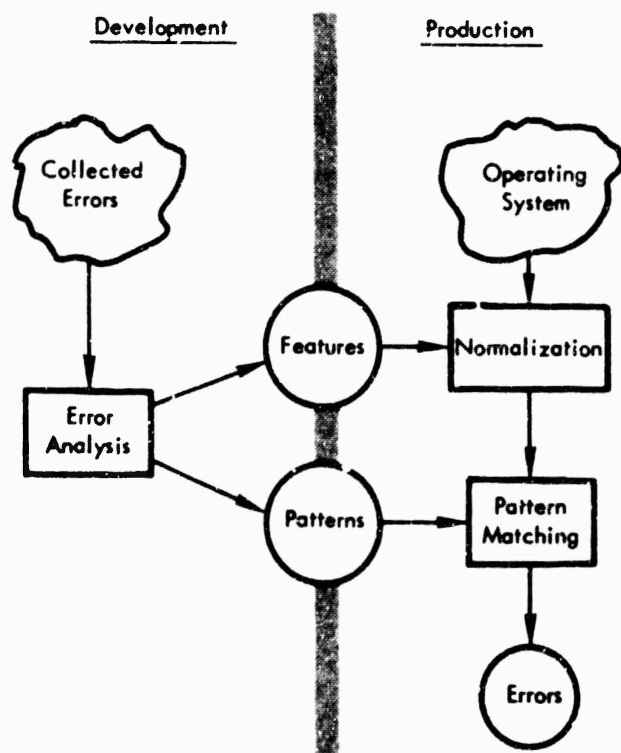 Development
Production
Collected
Errors
Operating
System
Features
Normalization
Error
Analysis
Patterns
Pattern
Matching
Errors